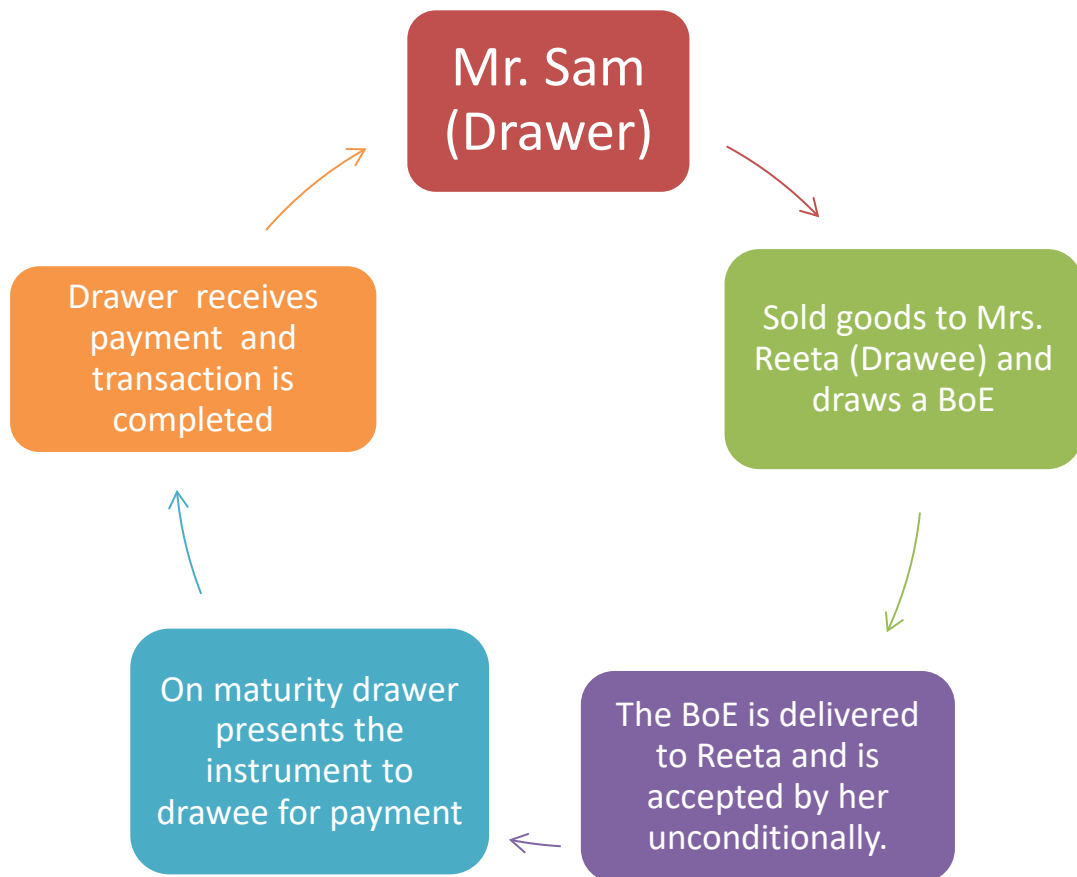 Mr. Sam
(Drawer)
Sold goods to Mrs.
Reeta (Drawee) and
draws a BoE
The BoE is delivered
to Reeta and is
accepted by her
unconditionally.
On maturity drawer
presents the
instrument to
drawee for payment
Drawer receives
payment and
transaction is
completed